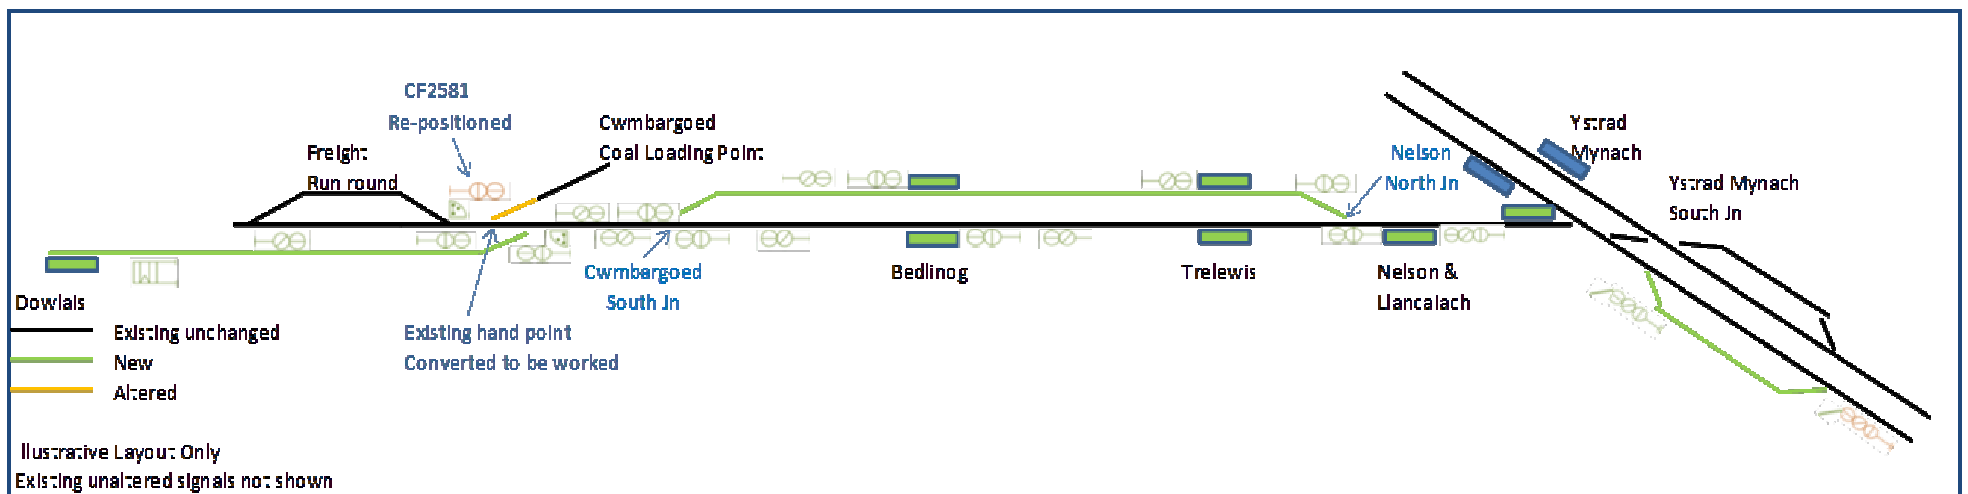 CF2581
Re-positioned
Cwmbargoed
Coal Loading Point
Freight
Run round
Ystrad
Mynach
Nelson
North Jn
Ystrad Mynach
South Jn
Cwmbargoed
South Jn
Bedlinog
Trelewis
Nelson &
Llancaiach
Dowlais
Existing unchanged
New
Altered
Existing hand point
Converted to be worked
Illustrative Layout Only
Existing unaltered signals not shown